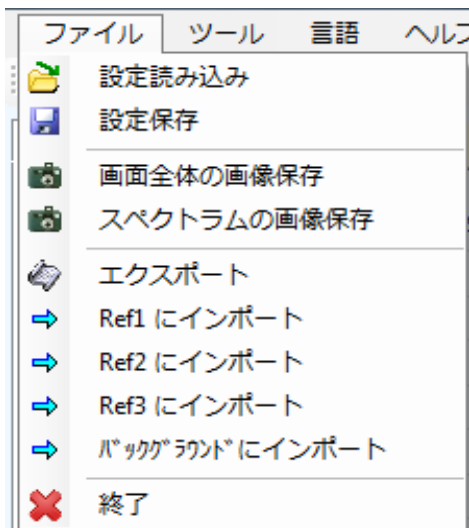 ファイル ツール 言語 ヘルプ
設定読み込み
設定保存
画面全体の画像保存
スペクトラムの画像保存
エクスポート
Ref1 にインポート
Ref2 にインポート
Ref3 にインポート
ﾊﾞｯｸｸﾞﾗｳﾝﾄﾞにインポート
終了